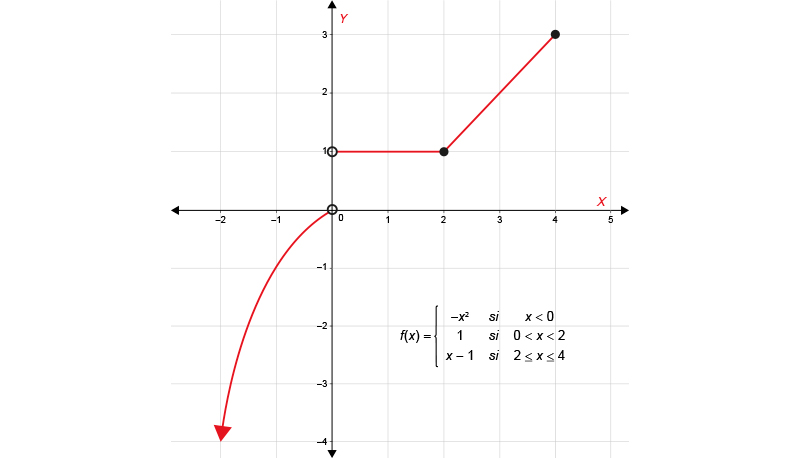 Y
3
2
1
X
–2 –1 0 1 2 3 4 5
–1
–2
–3
–4
f(x) = { –x² si x < 0
1 si 0 < x < 2
x – 1 si 2 ≤ x ≤ 4